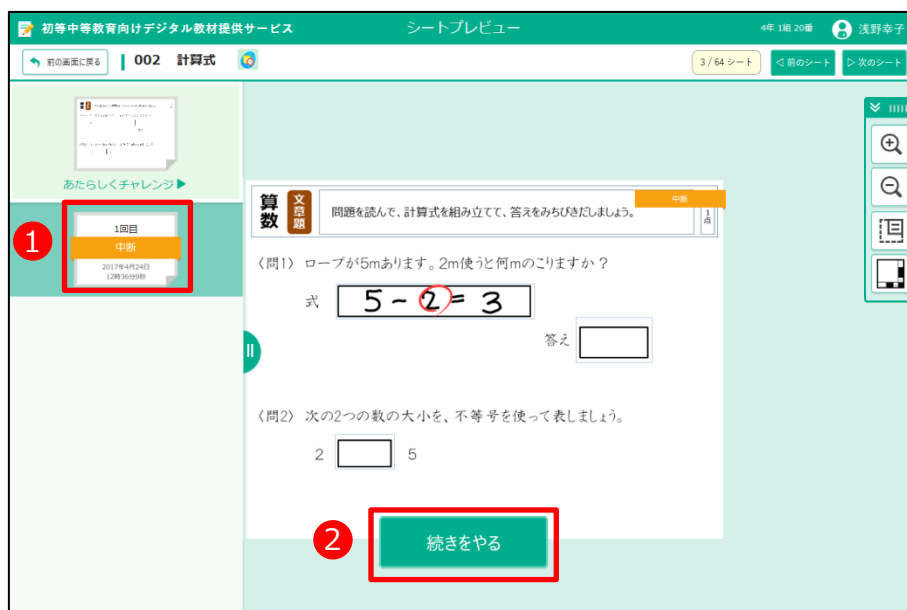 初等中等教育向けデジタル教材提供サービス
シートプレビュー
4年 1組 20番
浅野幸子
前の画面に戻る
002 計算式
3 / 64 シート
◁ 前のシート
▷ 次のシート
あたらしくチャレンジ▶
1
1回目
中断
2017年4月24日
12時36分9秒
算数
文章題
問題を読んで、計算式を組み立てて、答えをみちびきだしましょう。
中断
1点
〈問1〉 ロープが5mあります。2m使うと何mのこりますか?
式
5 - 2 = 3
答え
〈問2〉 次の2つの数の大小を、不等号を使って表しましょう。
2 5
2
続きをやる